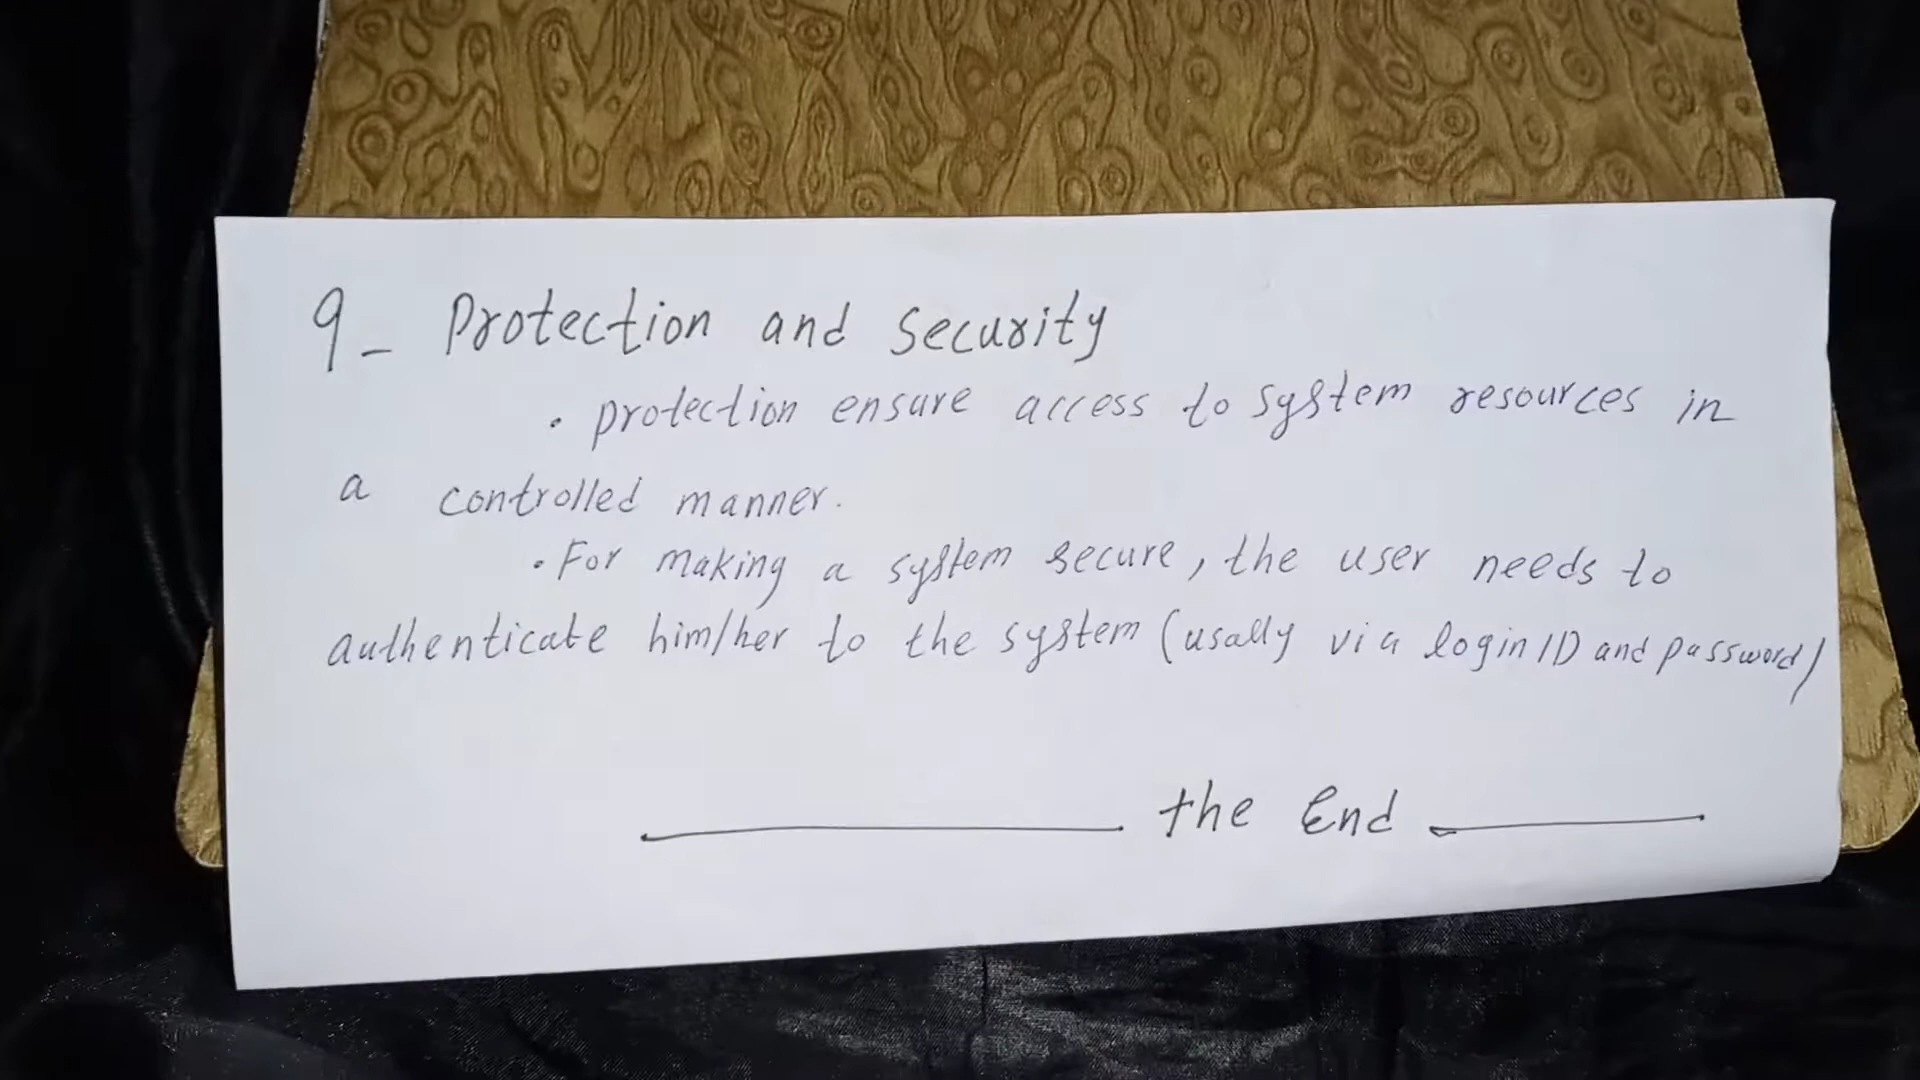 9_ Protection and Security
. protection ensure access to system resources in
a controlled manner.
. For making a system secure, the user needs to
authenticate him/her to the system (usally via login ID and password)
the End